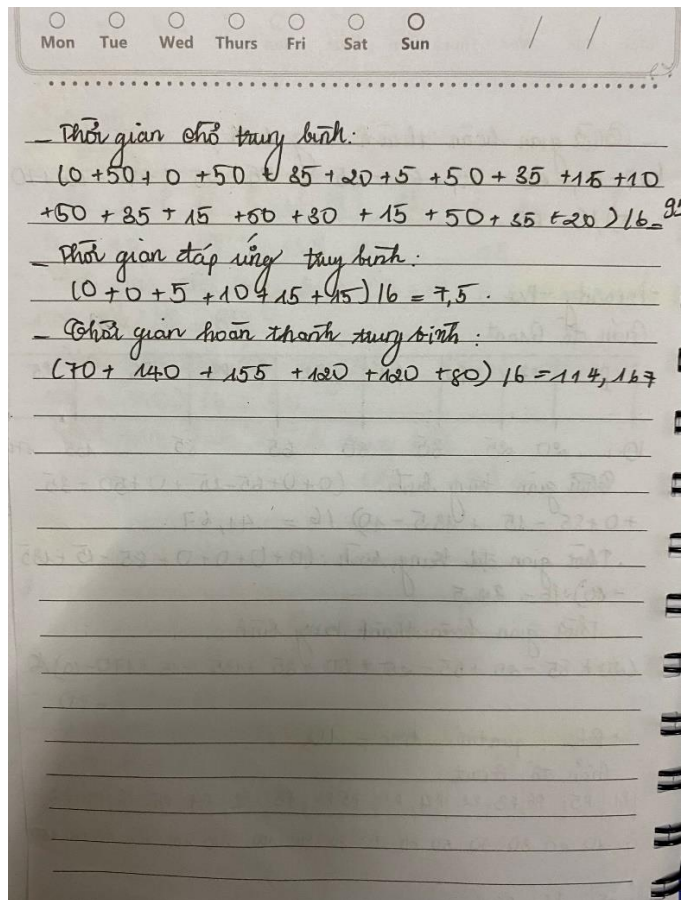 Mon Tue Wed Thurs Fri Sat Sun / /
- Thời gian chờ trung bình:
(0 + 50 + 0 + 50 + 35 + 20 + 5 + 50 + 35 + 15 + 10
+50 + 35 + 15 + 50 + 30 + 15 + 50 + 35 + 20) / 6 =
- Thời gian đáp ứng trung bình:
(0 + 0 + 5 + 10 + 15 + 15) / 6 = 7,5.
- Thời gian hoàn thành trung bình:
(70 + 140 + 155 + 120 + 120 + 80) / 6 = 114,167